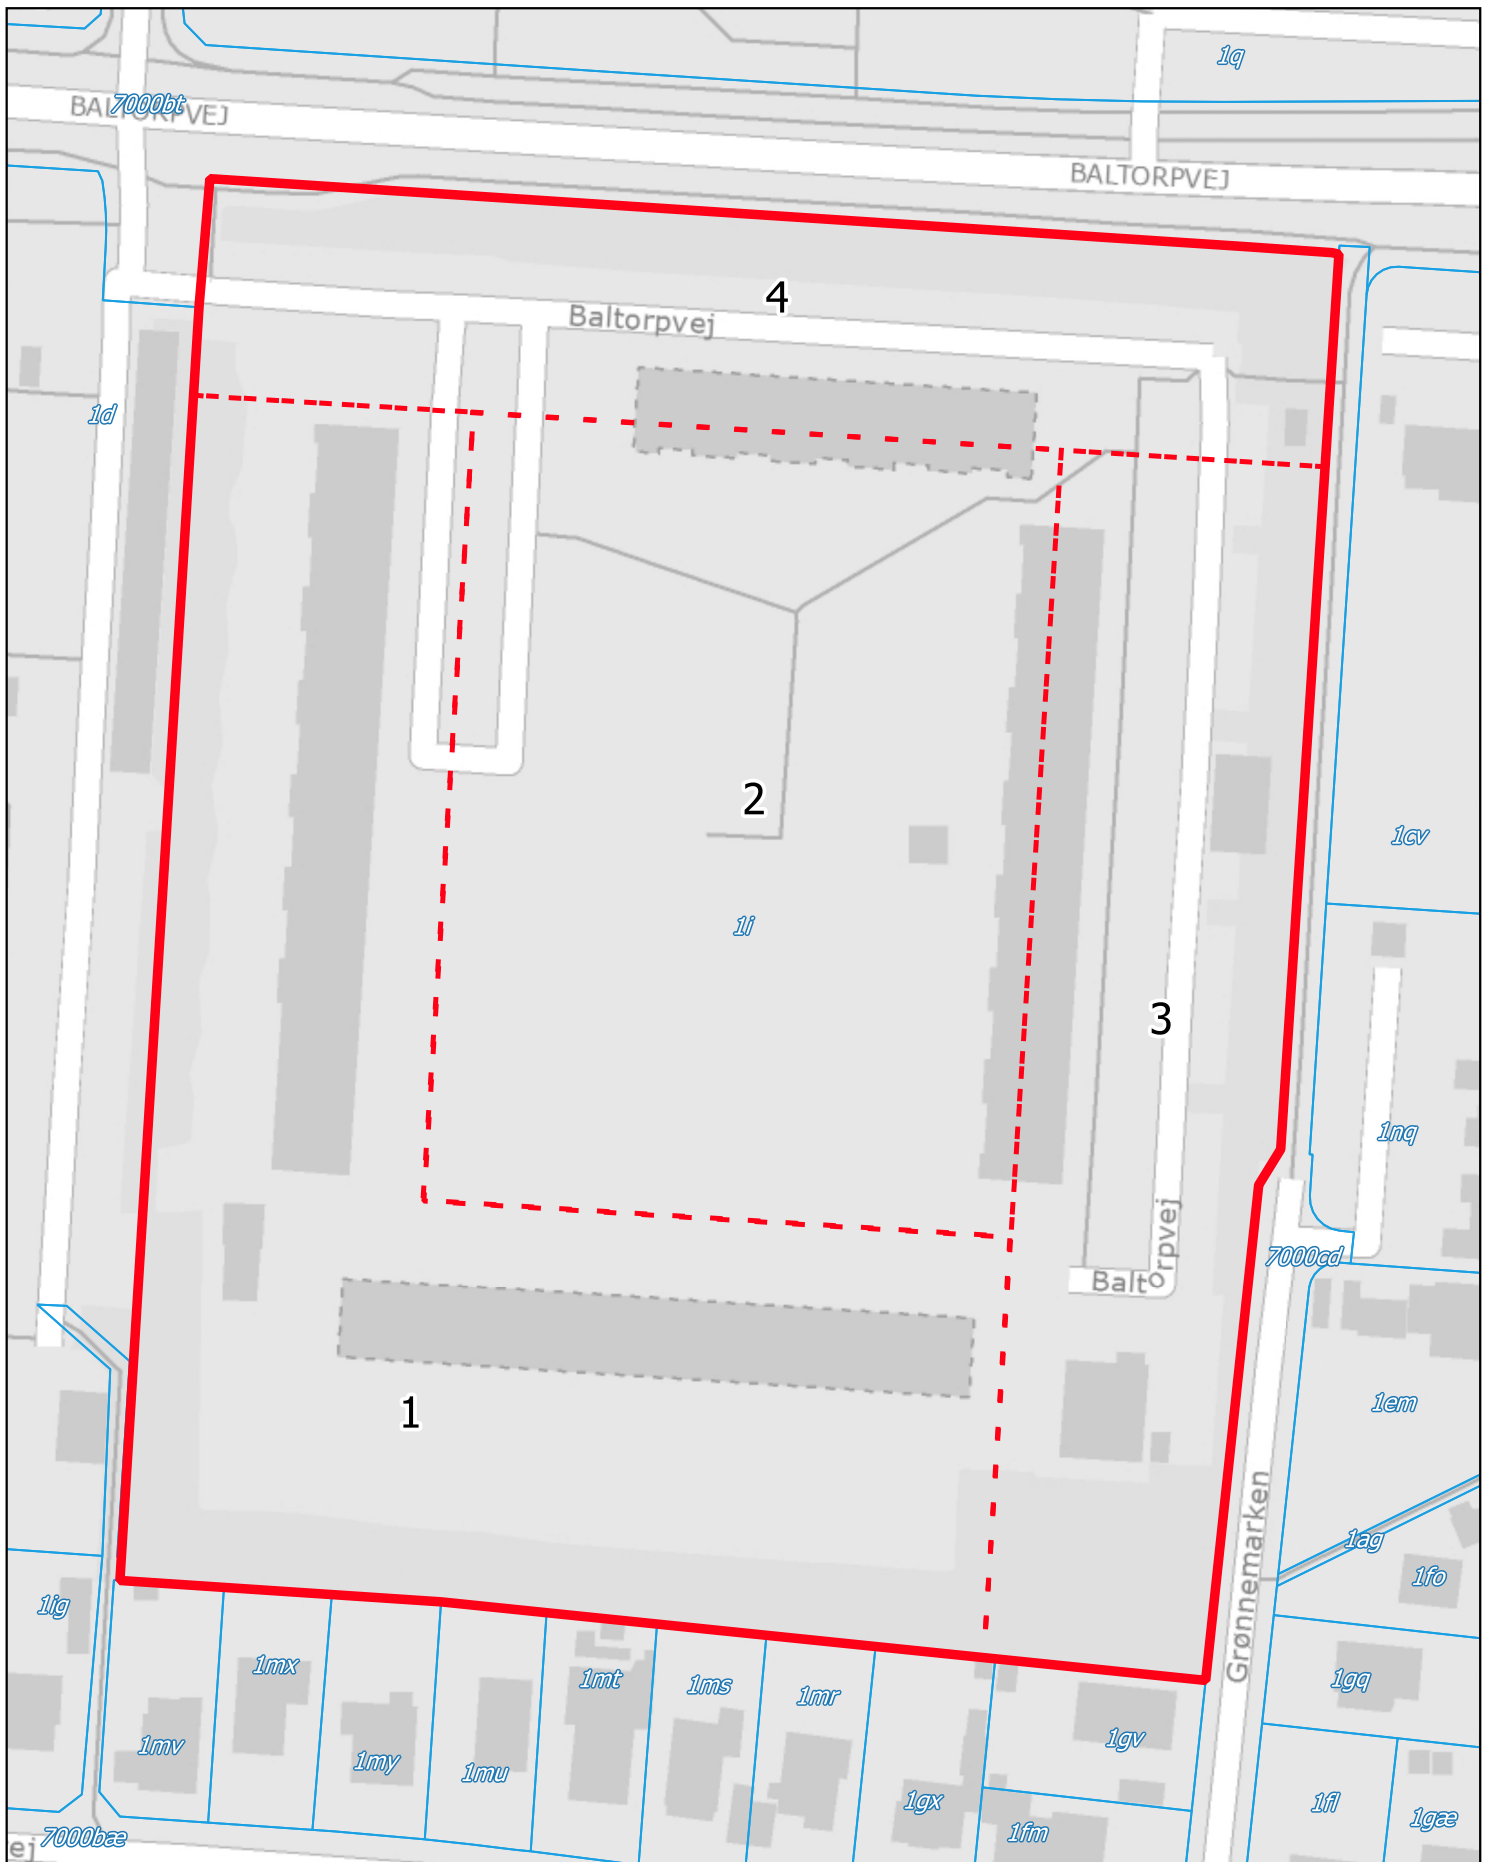 1q
7000bt
BALTORPVEJ
BALTORPVEJ
4
Baltorpvej
1d
2
1cv
1i
3
1nq
Baltorpvej
7000cd
1em
1
1ag
1fo
1ig
Grønnemarken
1mx
1mt
1ms
1mr
1gq
1mv
1my
1mu
1gv
1gx
1fl
1gæ
1fm
7000bæ
ej